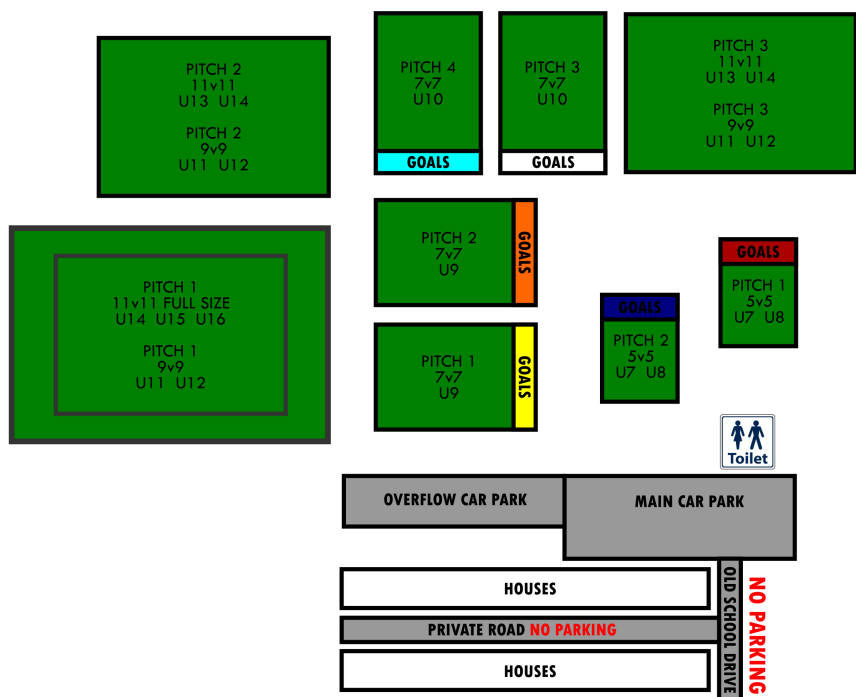 PITCH 2
11v11
U13 U14
PITCH 2
9v9
U11 U12
PITCH 4
7v7
U10
GOALS
PITCH 3
7v7
U10
GOALS
PITCH 3
11v11
U13 U14
PITCH 3
9v9
U11 U12
PITCH 1
11v11 FULL SIZE
U14 U15 U16
PITCH 1
9v9
U11 U12
PITCH 2
7v7
U9
GOALS
PITCH 1
7v7
U9
GOALS
GOALS
PITCH 2
5v5
U7 U8
GOALS
PITCH 1
5v5
U7 U8
Toilet
OVERFLOW CAR PARK
MAIN CAR PARK
HOUSES
PRIVATE ROAD NO PARKING
HOUSES
OLD SCHOOL DRIVE
NO PARKING